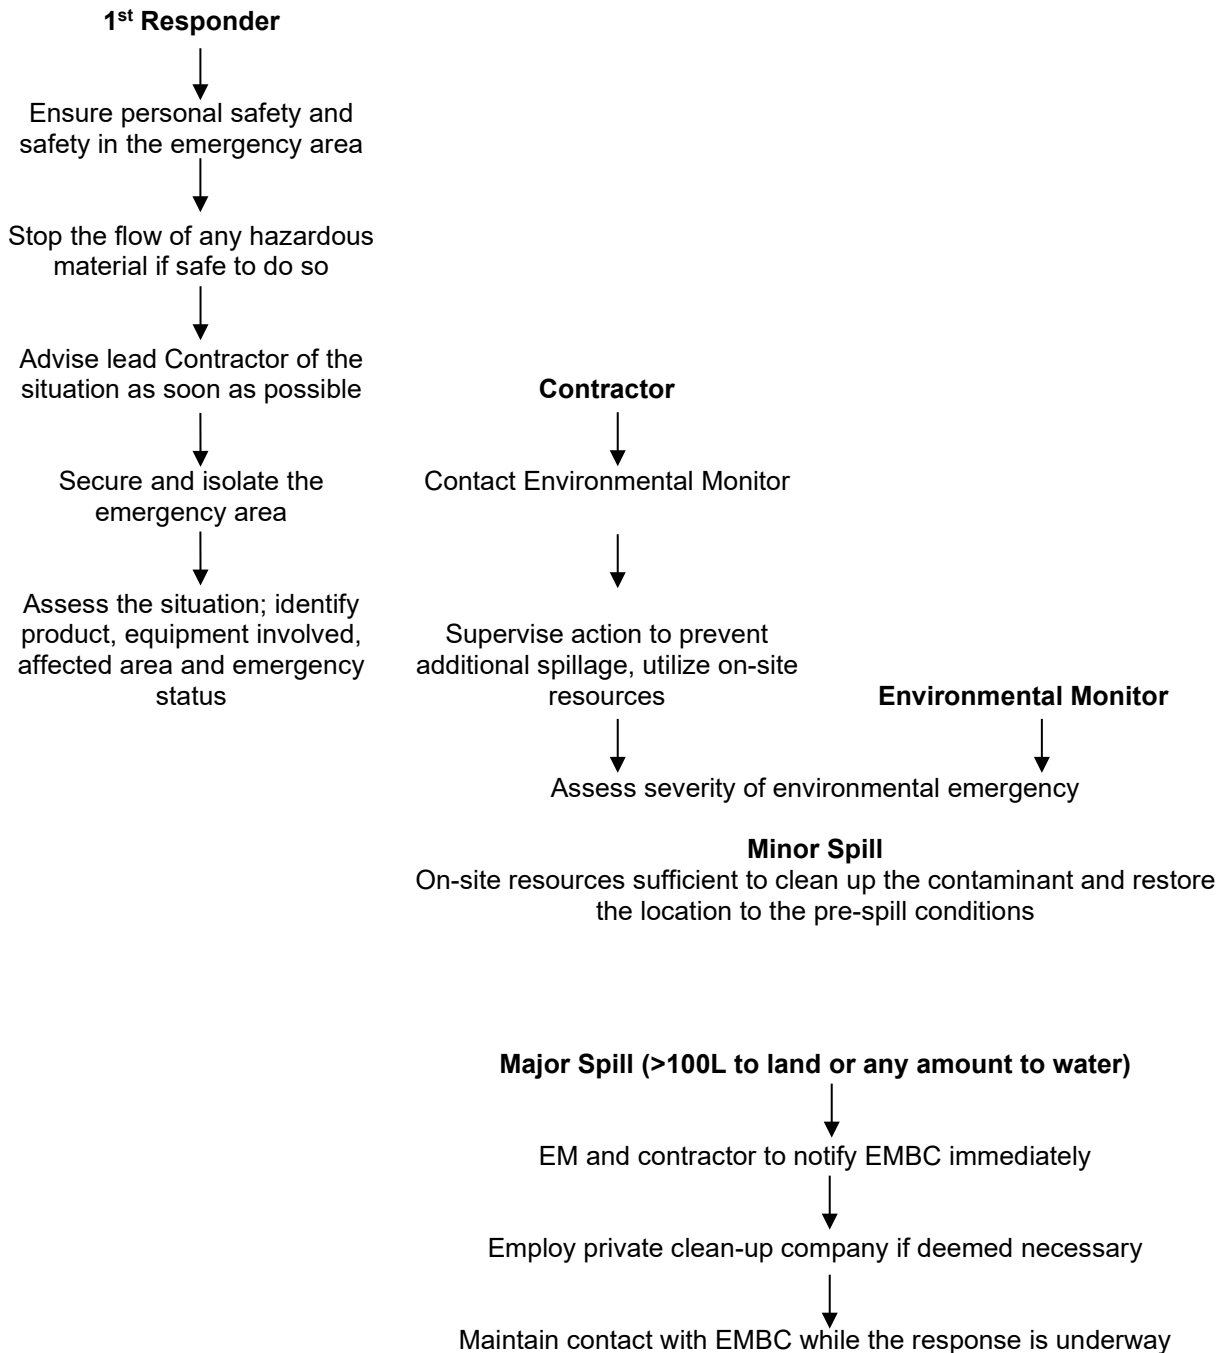 1st Responder
Ensure personal safety and
safety in the emergency area
Stop the flow of any hazardous
material if safe to do so
Advise lead Contractor of the
situation as soon as possible
Secure and isolate the
emergency area
Assess the situation; identify
product, equipment involved,
affected area and emergency
status
Contractor
Contact Environmental Monitor
Supervise action to prevent
additional spillage, utilize on-site
resources
Environmental Monitor
Assess severity of environmental emergency
Minor Spill
On-site resources sufficient to clean up the contaminant and restore
the location to the pre-spill conditions
Major Spill (>100L to land or any amount to water)
EM and contractor to notify EMBC immediately
Employ private clean-up company if deemed necessary
Maintain contact with EMBC while the response is underway